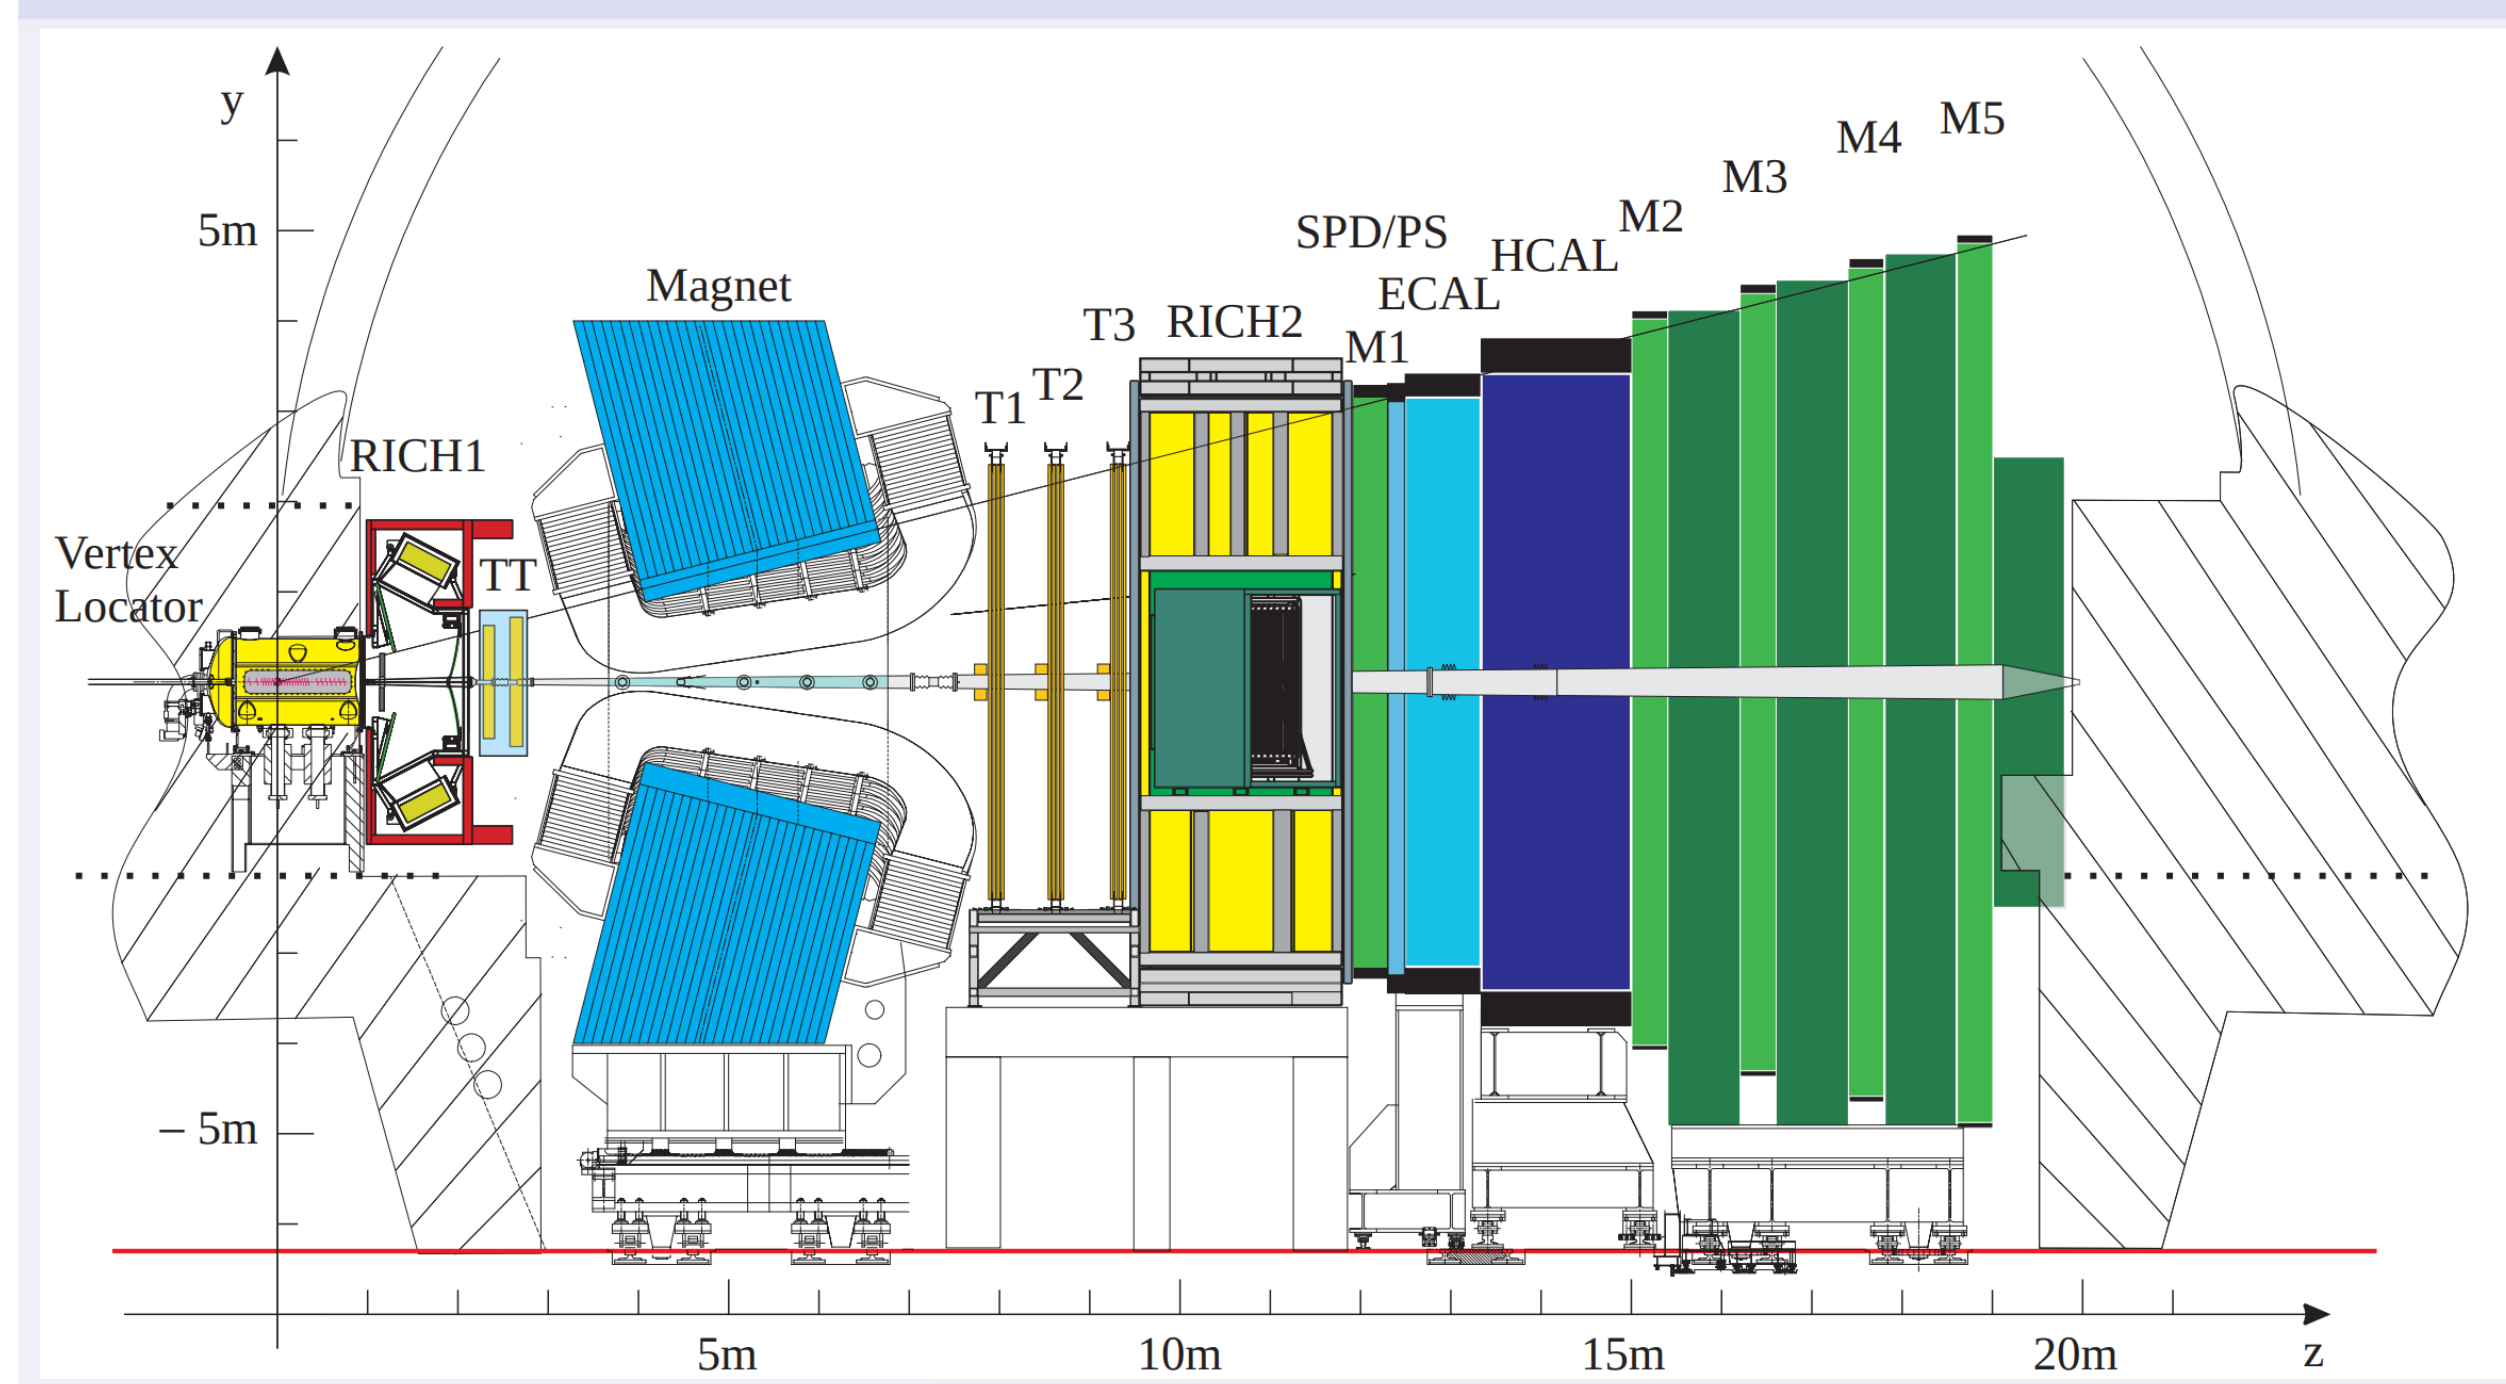 y
5m
− 5m
Vertex
Locator
RICH1
TT
Magnet
T1
T2
T3
RICH2
M1
SPD/PS
ECAL
HCAL
M2
M3
M4
M5
5m
10m
15m
20m
z